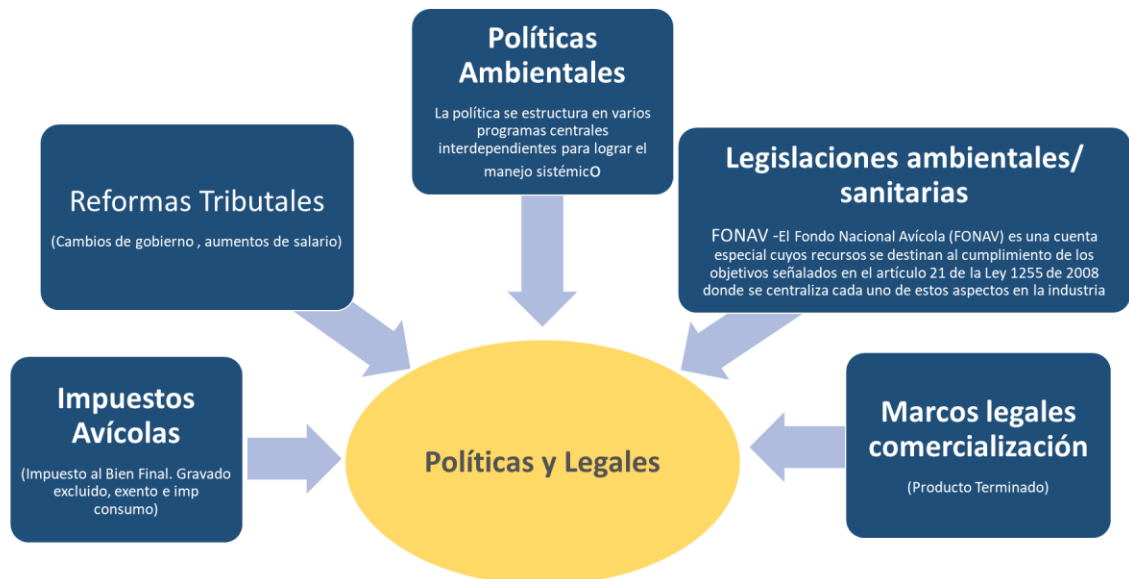 Políticas
Ambientales
La política se estructura en varios
programas centrales
interdependientes para lograr el
manejo sistémicO
Reformas Tributales
(Cambios de gobierno , aumentos de salario)
Legislaciones ambientales/
sanitarias
FONAV -El Fondo Nacional Avícola (FONAV) es una cuenta
especial cuyos recursos se destinan al cumplimiento de los
objetivos señalados en el artículo 21 de la Ley 1255 de 2008
donde se centraliza cada uno de estos aspectos en la industria
Impuestos
Avícolas
(Impuesto al Bien Final. Gravado
excluido, exento e imp
consumo)
Políticas y Legales
Marcos legales
comercialización
(Producto Terminado)